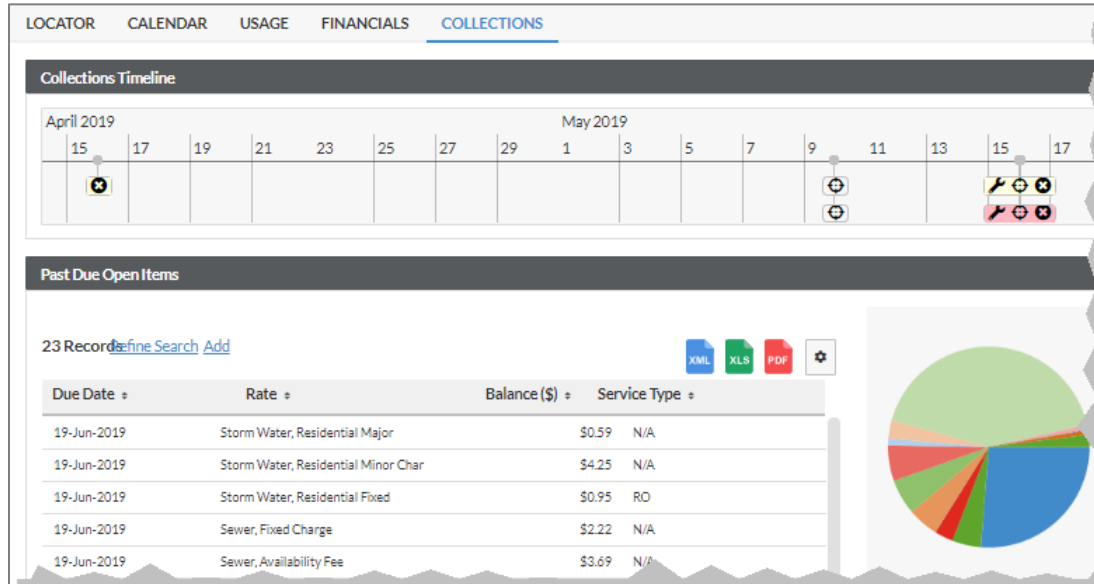 LOCATOR CALENDAR USAGE FINANCIALS COLLECTIONS
Collections Timeline
April 2019 May 2019
15 17 19 21 23 25 27 29 1 3 5 7 9 11 13 15 17
Past Due Open Items
23 Records Refine Search Add
XML XLS PDF
Due Date Rate Balance ($) Service Type
19-Jun-2019 Storm Water, Residential Major $0.59 N/A
19-Jun-2019 Storm Water, Residential Minor Char $4.25 N/A
19-Jun-2019 Storm Water, Residential Fixed $0.95 RO
19-Jun-2019 Sewer, Fixed Charge $2.22 N/A
19-Jun-2019 Sewer, Availability Fee $3.69 N/A